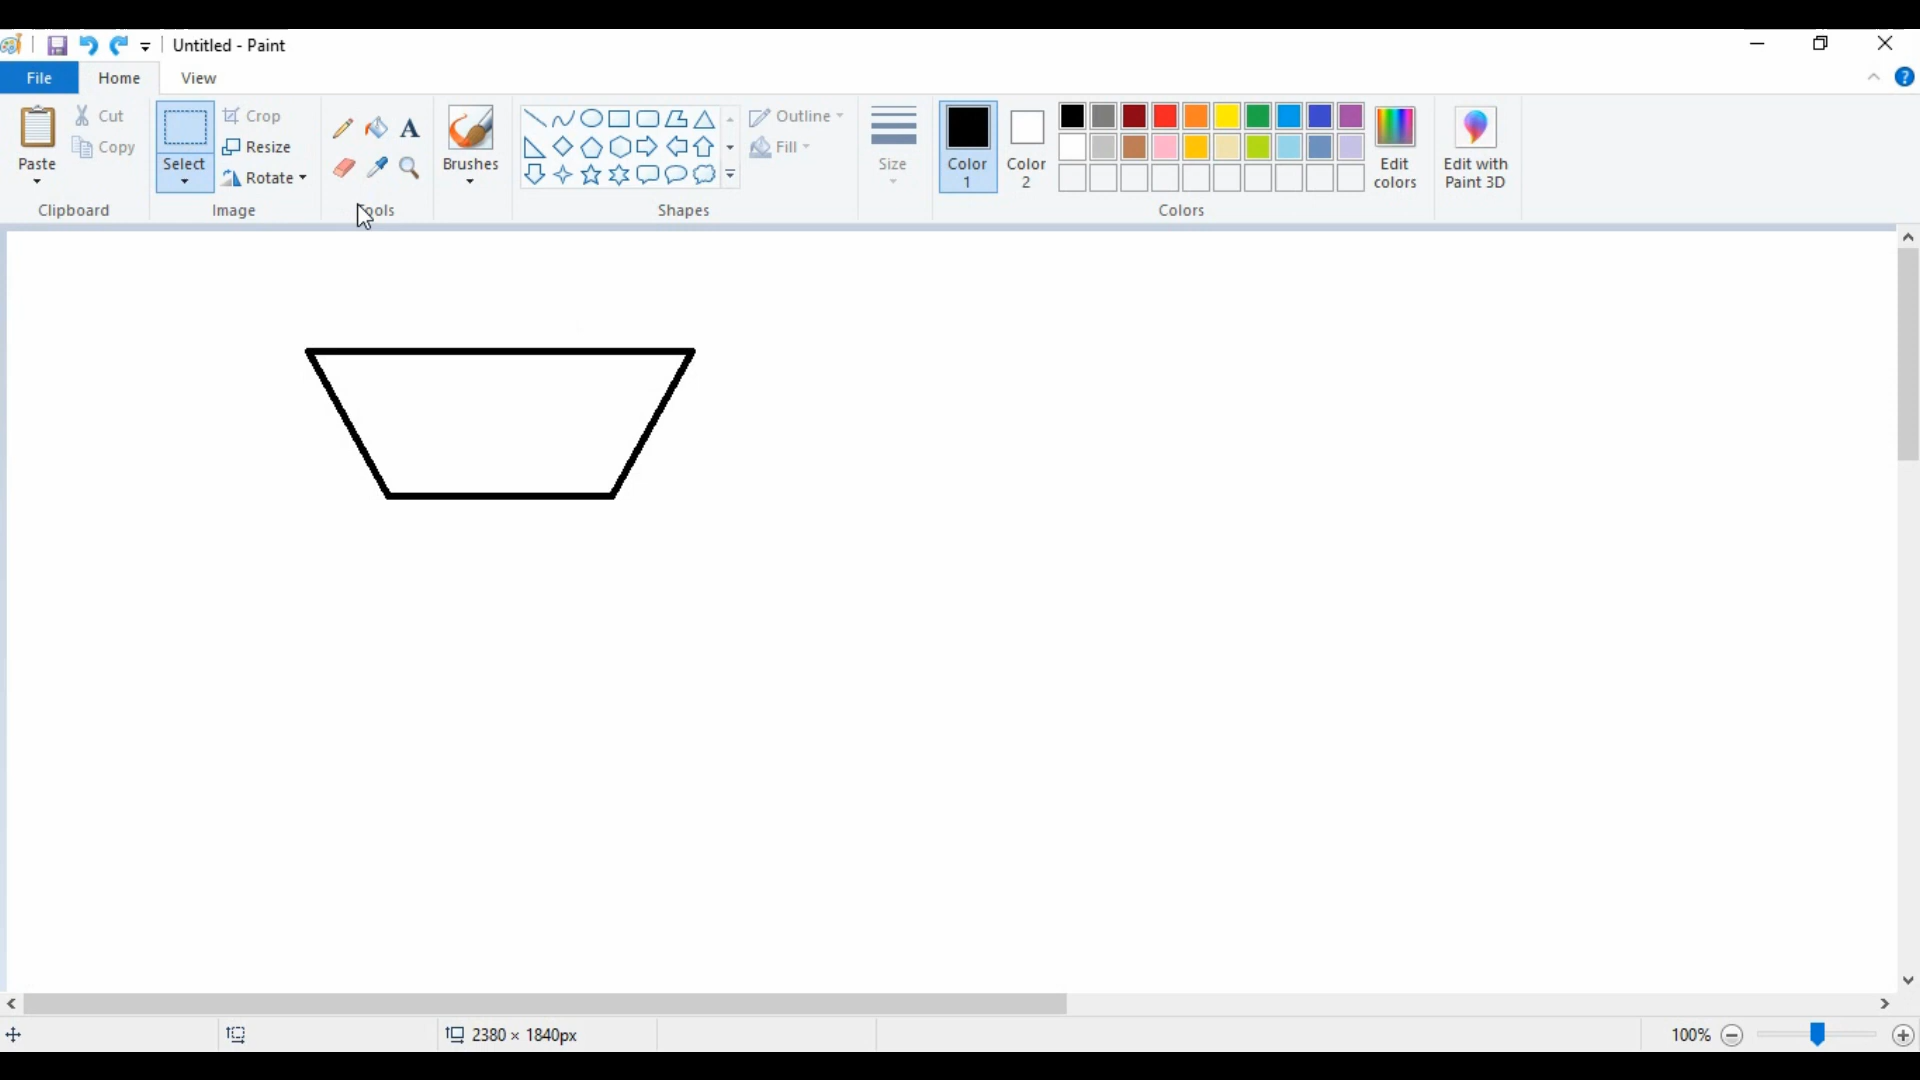 Untitled - Paint
File Home View
Paste
Cut
Copy
Clipboard
Select
Crop
Resize
Rotate
Image
A
Tools
Brushes
Shapes
Outline
Fill
Size
Color 1
Color 2
Edit colors
Colors
Edit with Paint 3D
2380 × 1840px
100%